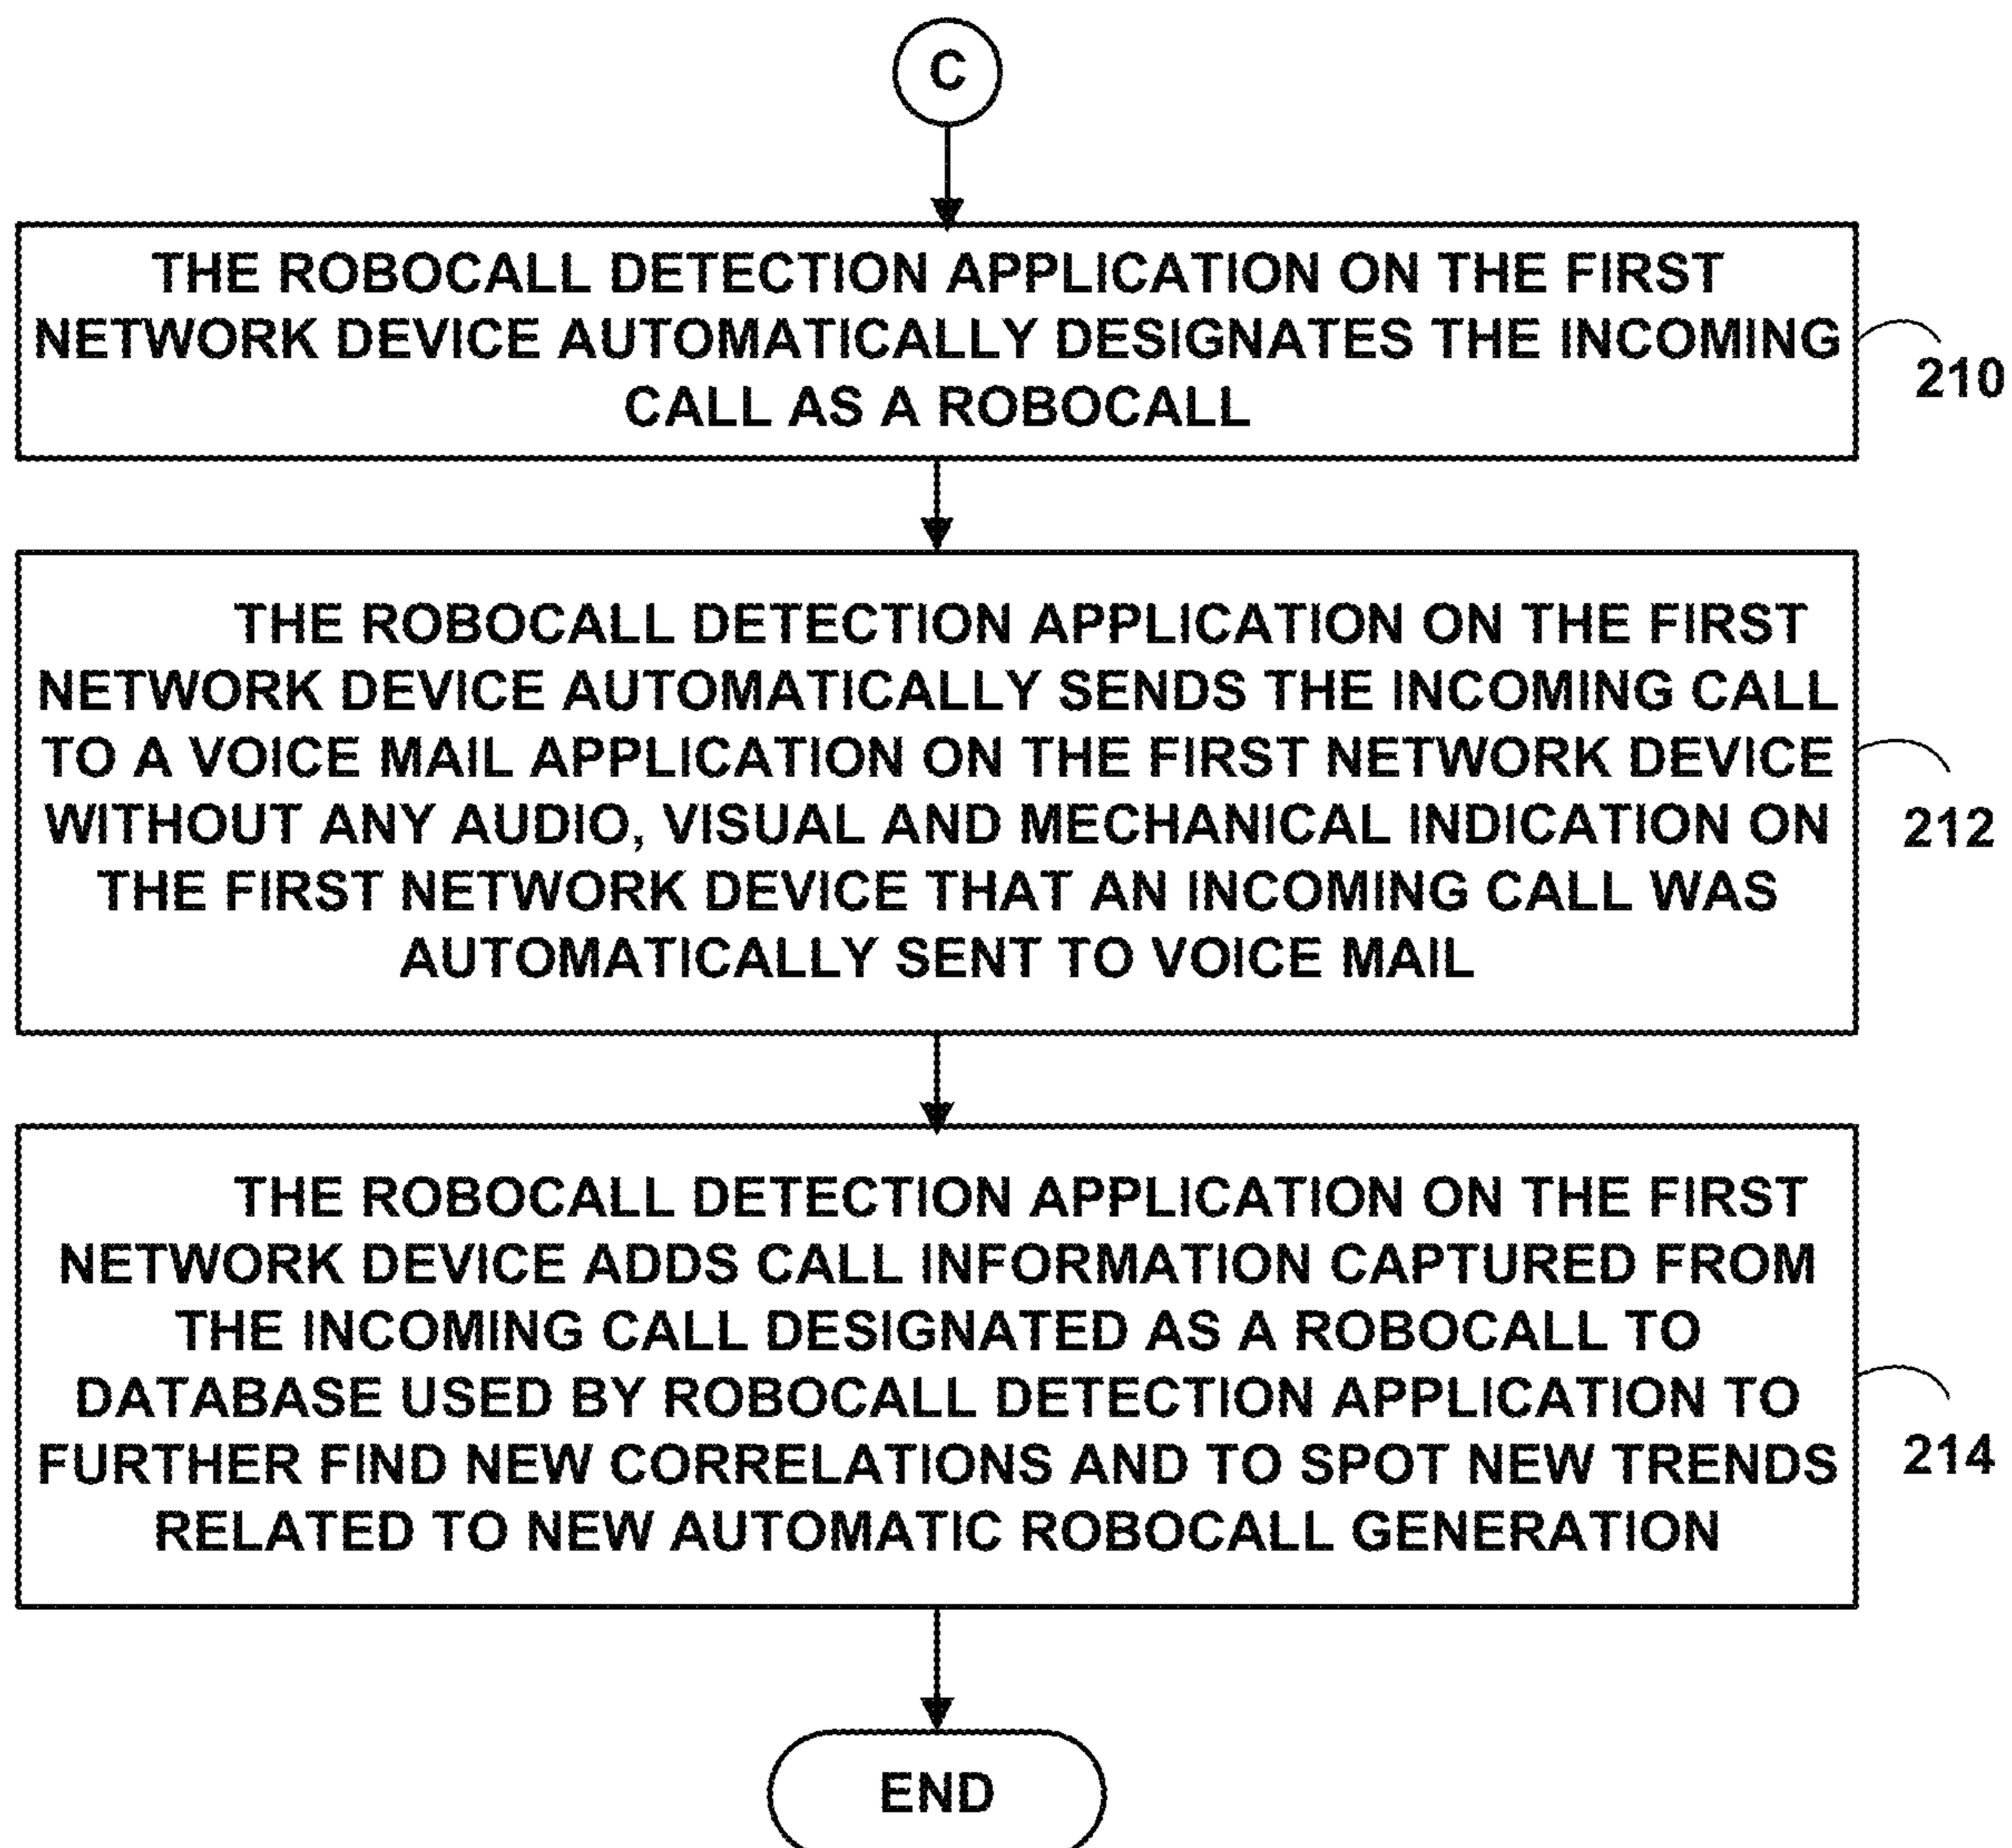 C
THE ROBOCALL DETECTION APPLICATION ON THE FIRST
NETWORK DEVICE AUTOMATICALLY DESIGNATES THE INCOMING
CALL AS A ROBOCALL
210
THE ROBOCALL DETECTION APPLICATION ON THE FIRST
NETWORK DEVICE AUTOMATICALLY SENDS THE INCOMING CALL
TO A VOICE MAIL APPLICATION ON THE FIRST NETWORK DEVICE
WITHOUT ANY AUDIO, VISUAL AND MECHANICAL INDICATION ON
THE FIRST NETWORK DEVICE THAT AN INCOMING CALL WAS
AUTOMATICALLY SENT TO VOICE MAIL
212
THE ROBOCALL DETECTION APPLICATION ON THE FIRST
NETWORK DEVICE ADDS CALL INFORMATION CAPTURED FROM
THE INCOMING CALL DESIGNATED AS A ROBOCALL TO
DATABASE USED BY ROBOCALL DETECTION APPLICATION TO
FURTHER FIND NEW CORRELATIONS AND TO SPOT NEW TRENDS
RELATED TO NEW AUTOMATIC ROBOCALL GENERATION
214
END